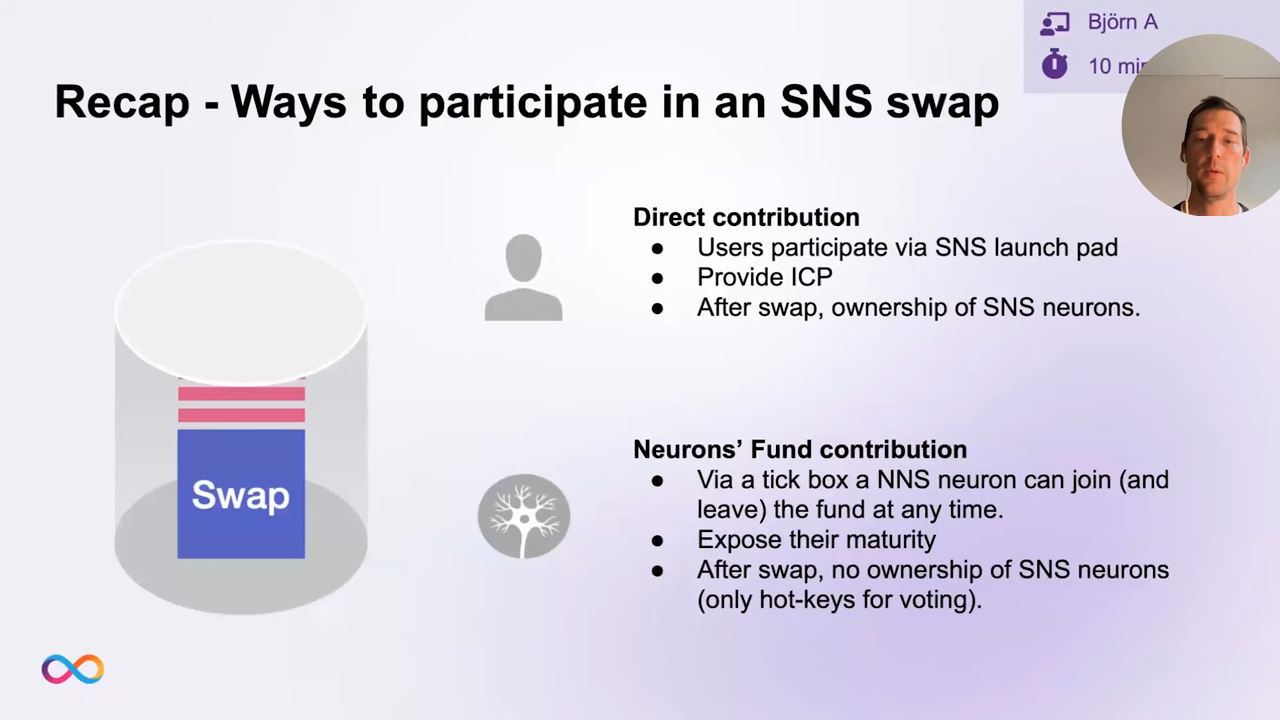 Björn A
10 min
Recap - Ways to participate in an SNS swap
Direct contribution
● Users participate via SNS launch pad
● Provide ICP
● After swap, ownership of SNS neurons.
Swap
Neurons’ Fund contribution
● Via a tick box a NNS neuron can join (and
leave) the fund at any time.
● Expose their maturity
● After swap, no ownership of SNS neurons
(only hot-keys for voting).